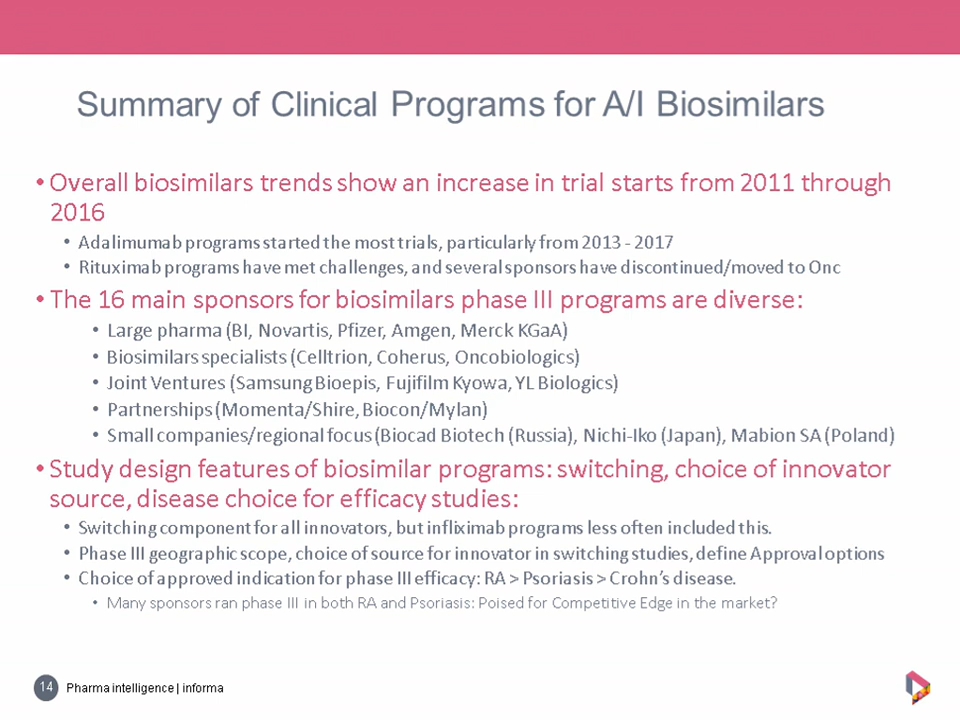 Summary of Clinical Programs for A/I Biosimilars
• Overall biosimilars trends show an increase in trial starts from 2011 through
2016
• Adalimumab programs started the most trials, particularly from 2013 - 2017
• Rituximab programs have met challenges, and several sponsors have discontinued/moved to Onc
• The 16 main sponsors for biosimilars phase III programs are diverse:
• Large pharma (BI, Novartis, Pfizer, Amgen, Merck KGaA)
• Biosimilars specialists (Celltrion, Coherus, Oncobiologics)
• Joint Ventures (Samsung Bioepis, Fujifilm Kyowa, YL Biologics)
• Partnerships (Momenta/Shire, Biocon/Mylan)
• Small companies/regional focus (Biocad Biotech (Russia), Nichi-Iko (Japan), Mabion SA (Poland)
• Study design features of biosimilar programs: switching, choice of innovator
source, disease choice for efficacy studies:
• Switching component for all innovators, but infliximab programs less often included this.
• Phase III geographic scope, choice of source for innovator in switching studies, define Approval options
• Choice of approved indication for phase III efficacy: RA > Psoriasis > Crohn's disease.
• Many sponsors ran phase III in both RA and Psoriasis: Poised for Competitive Edge in the market?
14 Pharma intelligence | informa